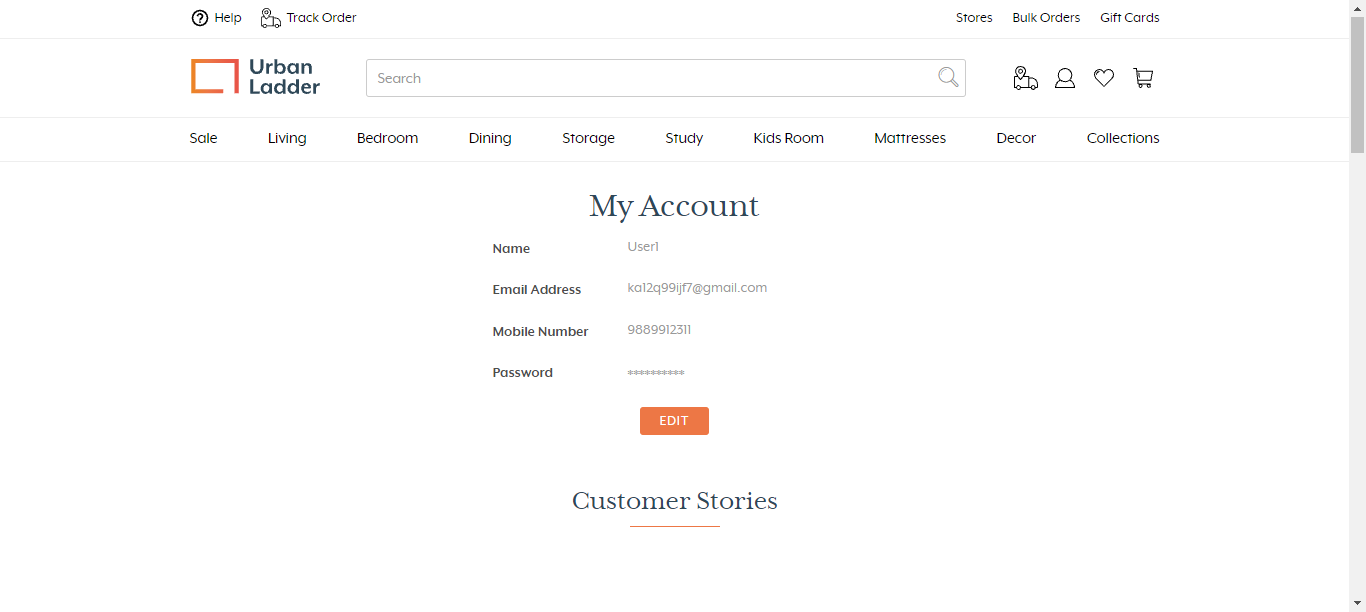 Help Track Order Stores Bulk Orders Gift Cards
Urban
Ladder
Search
Sale Living Bedroom Dining Storage Study Kids Room Mattresses Decor Collections
My Account
Name User1
Email Address ka12q99ijf7@gmail.com
Mobile Number 9889912311
Password **********
EDIT
Customer Stories